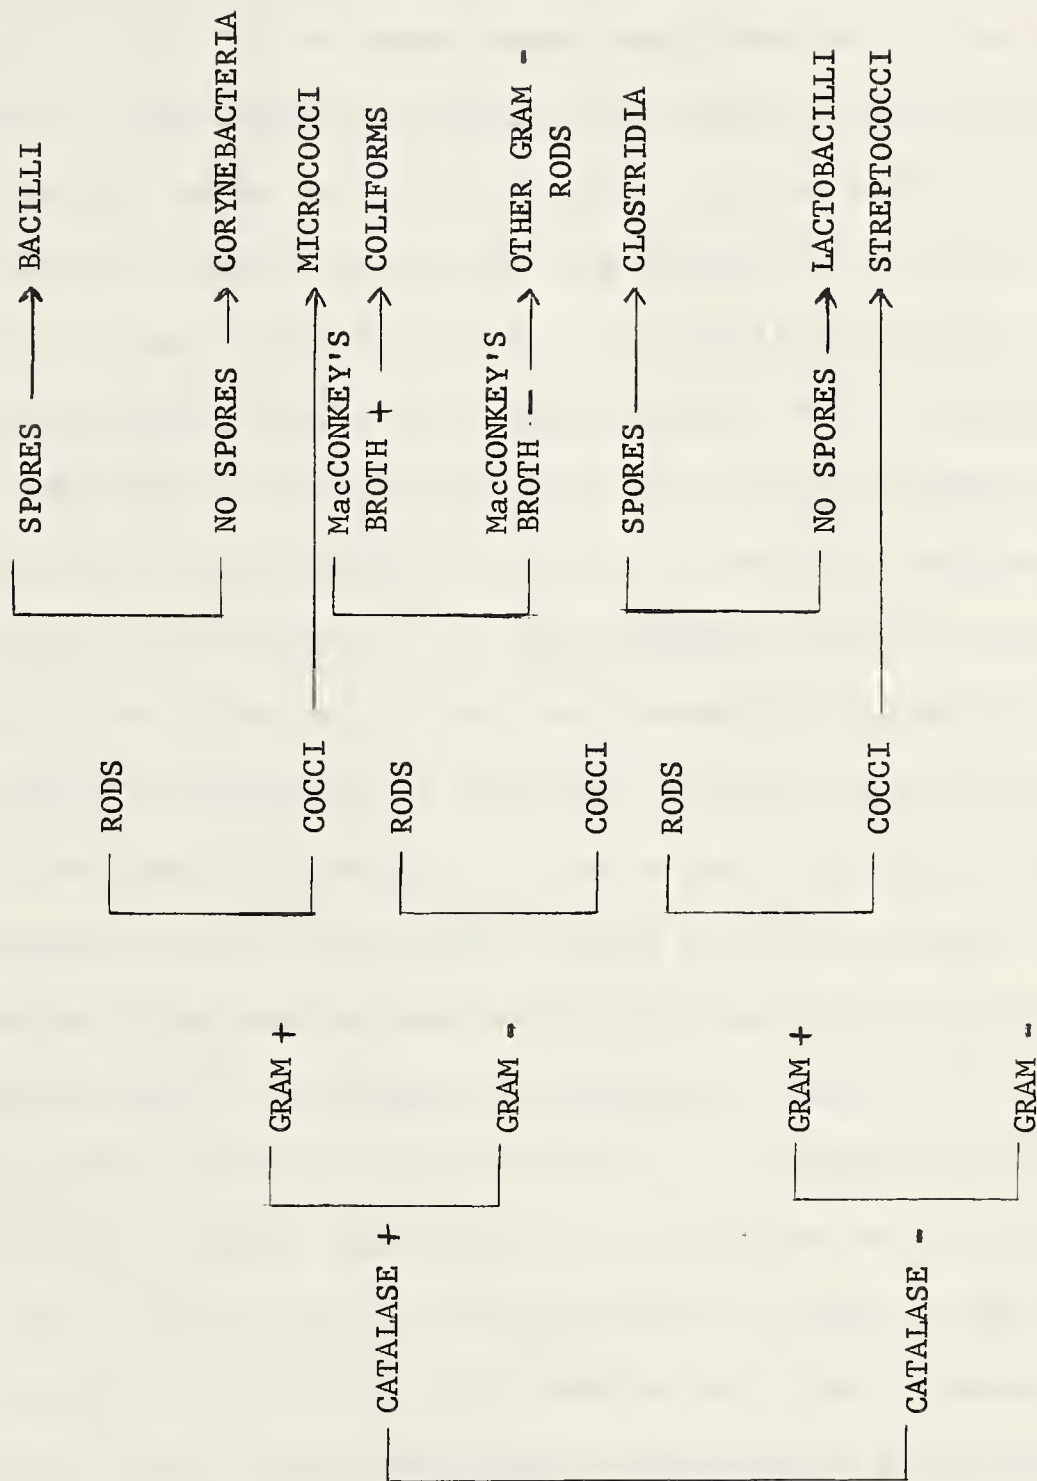 CATALASE +
GRAM +
RODS
SPORES → BACILLI
NO SPORES → CORYNEBACTERIA
COCCI → MICROCOCCI
GRAM -
RODS
MacCONKEY'S
BROTH + → COLIFORMS
MacCONKEY'S
BROTH - → OTHER GRAM -
RODS
COCCI
CATALASE -
GRAM +
RODS
SPORES → CLOSTRIDIA
NO SPORES → LACTOBACILLI
COCCI → STREPTOCOCCI
GRAM -